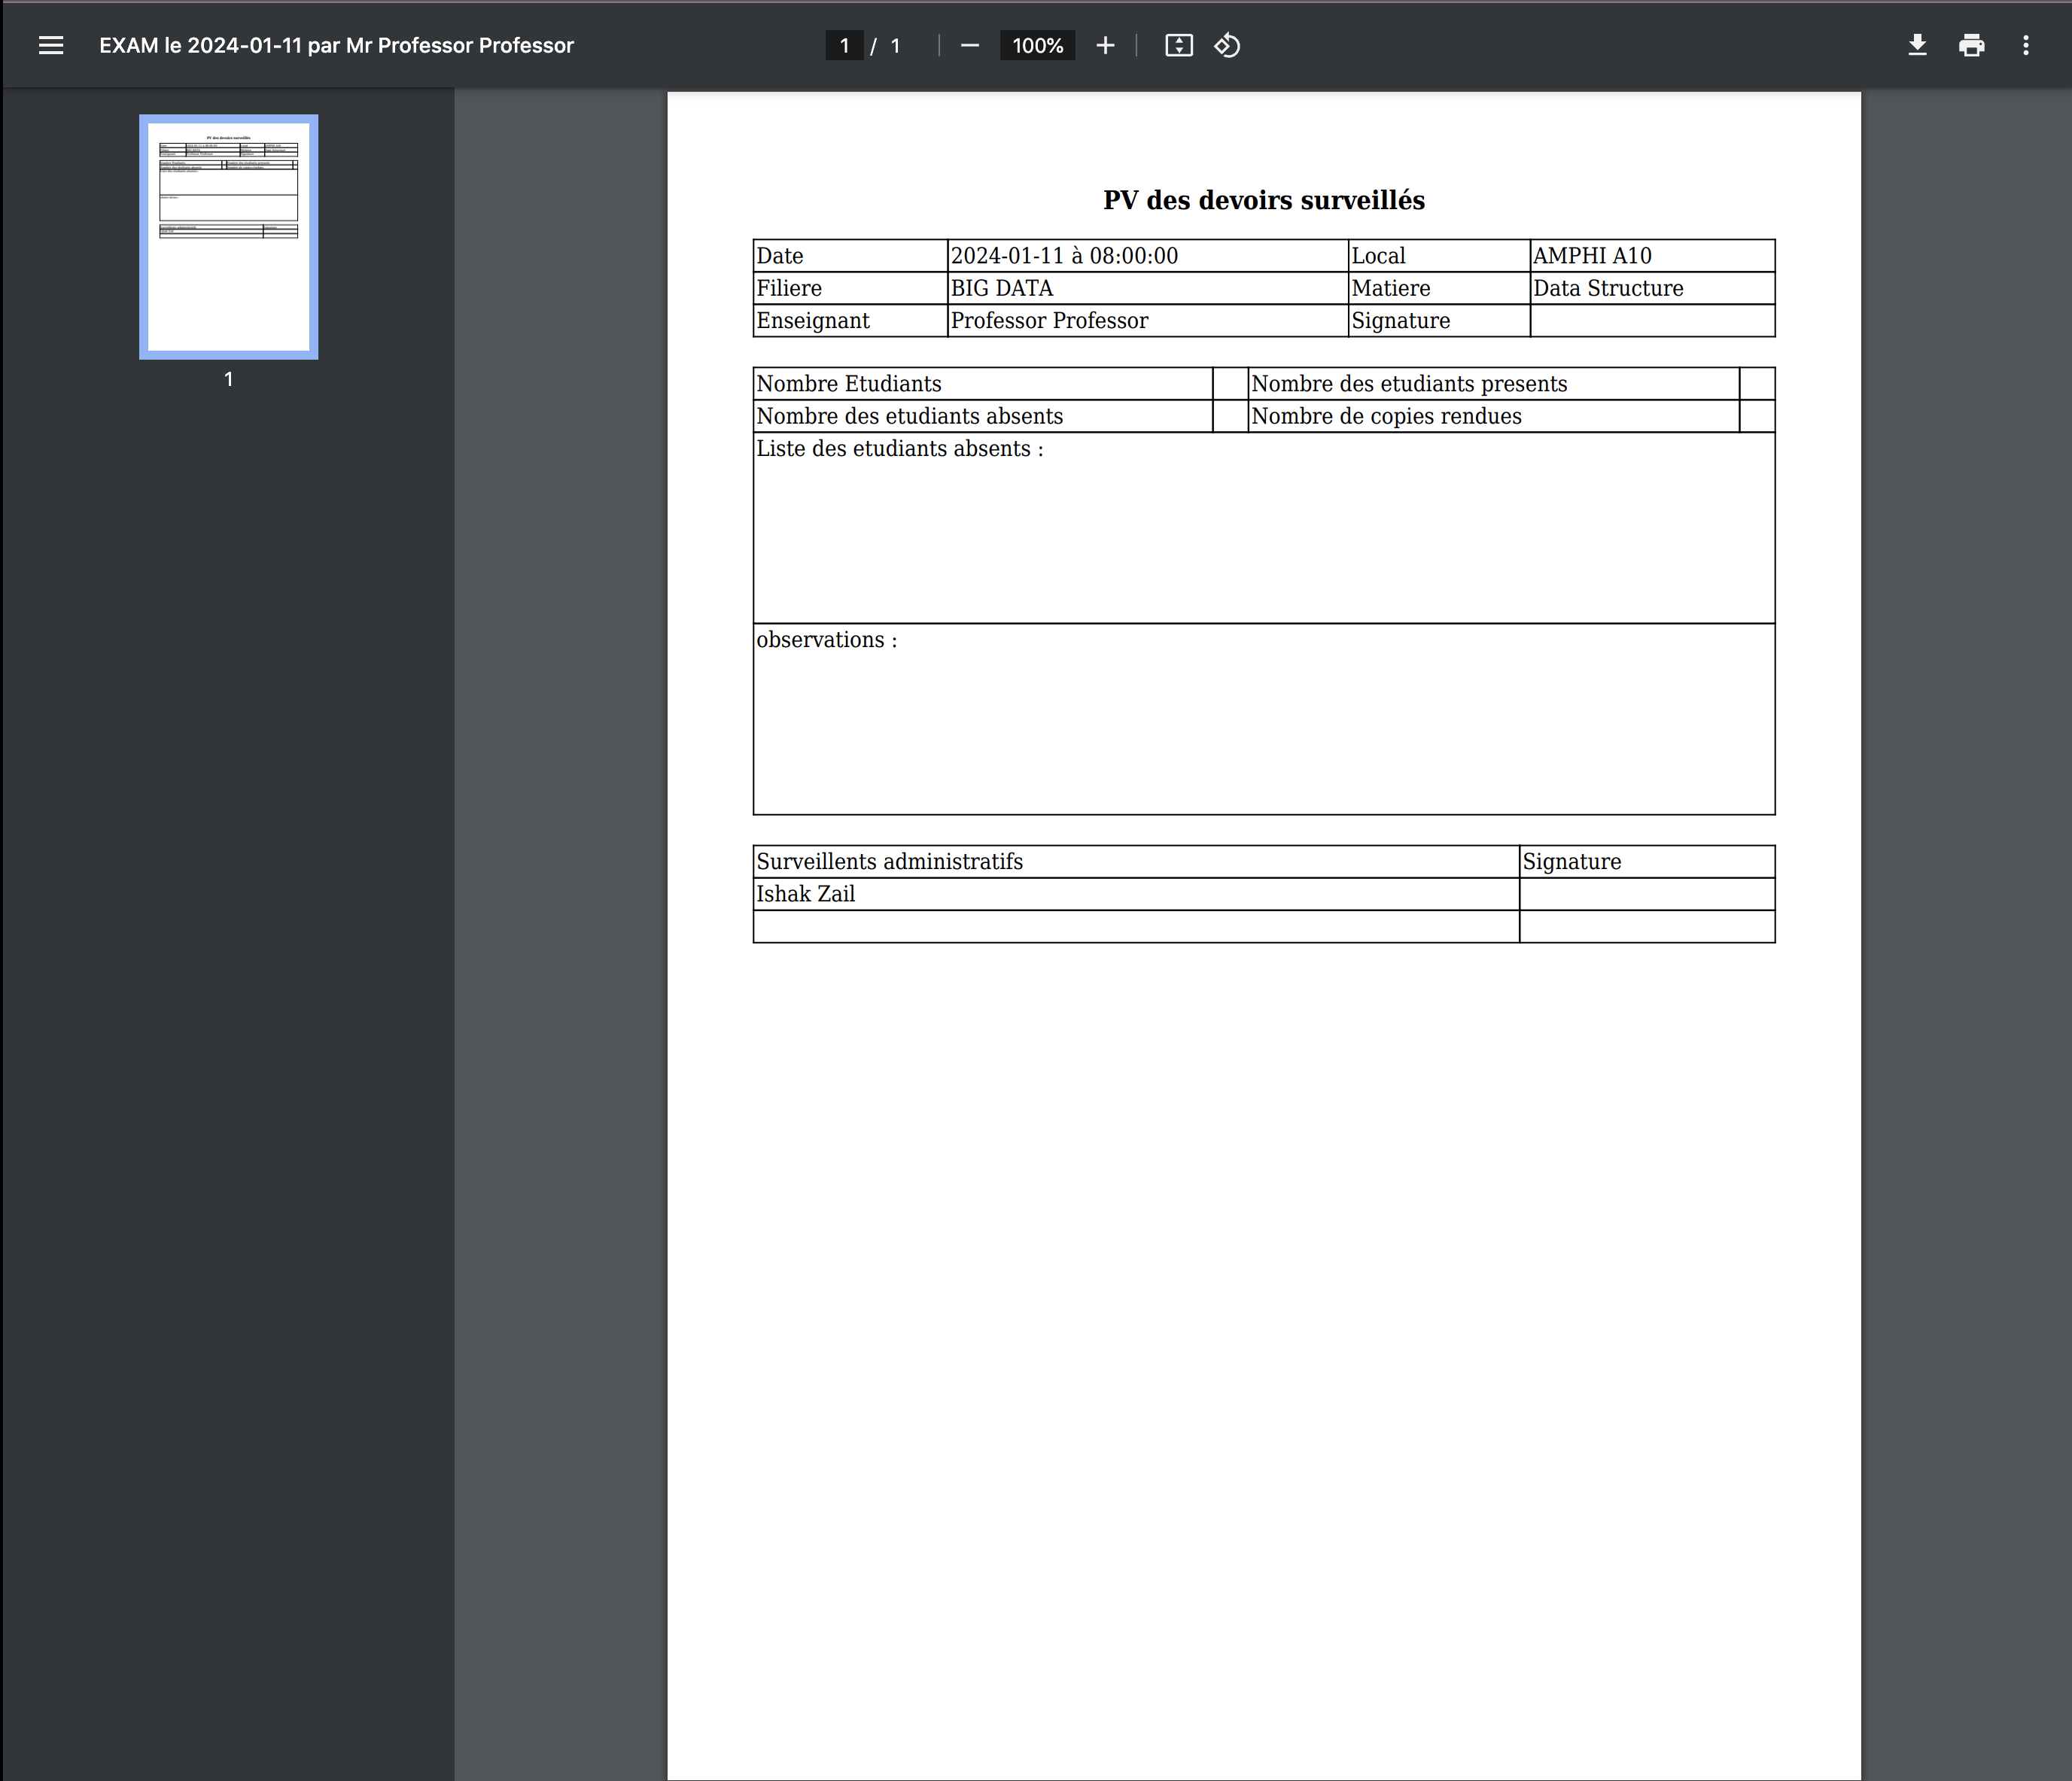 EXAM le 2024-01-11 par Mr Professor Professor
1 / 1
100%
1
PV des devoirs surveillés
Date 2024-01-11 à 08:00:00 Local AMPHI A10
Filiere BIG DATA Matiere Data Structure
Enseignant Professor Professor Signature
Nombre Etudiants Nombre des etudiants presents
Nombre des etudiants absents Nombre de copies rendues
Liste des etudiants absents :
observations :
Surveillents administratifs Signature
Ishak Zail